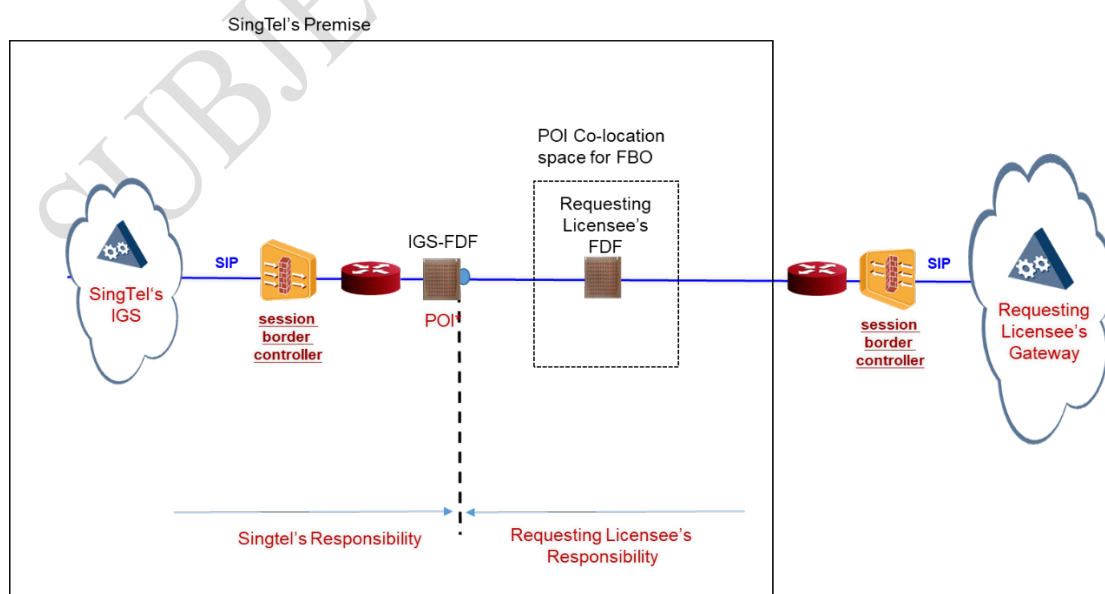 SingTel's Premise
SUBJE
POI Co-location
space for FBO
Requesting
Licensee's
FDF
IGS-FDF
SIP
SIP
SingTel's
IGS
POI'
session
border
controller
session
border
controller
Requesting
Licensee's
Gateway
Singtel's Responsibility
Requesting Licensee's
Responsibility